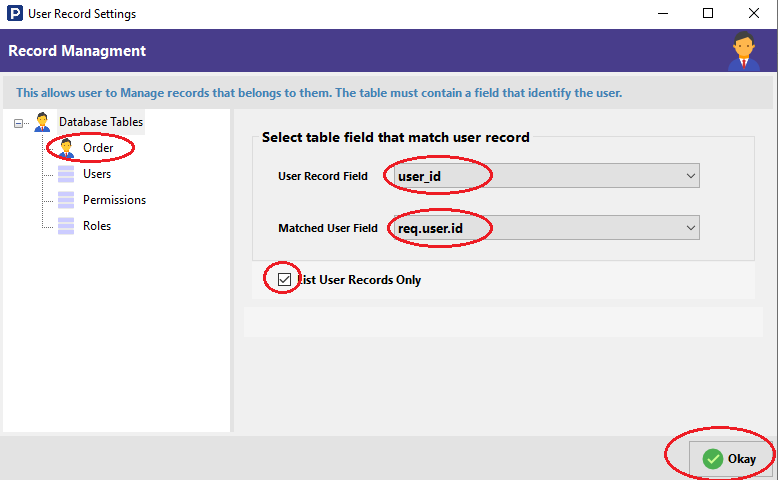 P User Record Settings
Record Managment
This allows user to Manage records that belongs to them. The table must contain a field that identify the user.
Database Tables
Order
Users
Permissions
Roles
Select table field that match user record
User Record Field user_id
Matched User Field req.user.id
List User Records Only
Okay